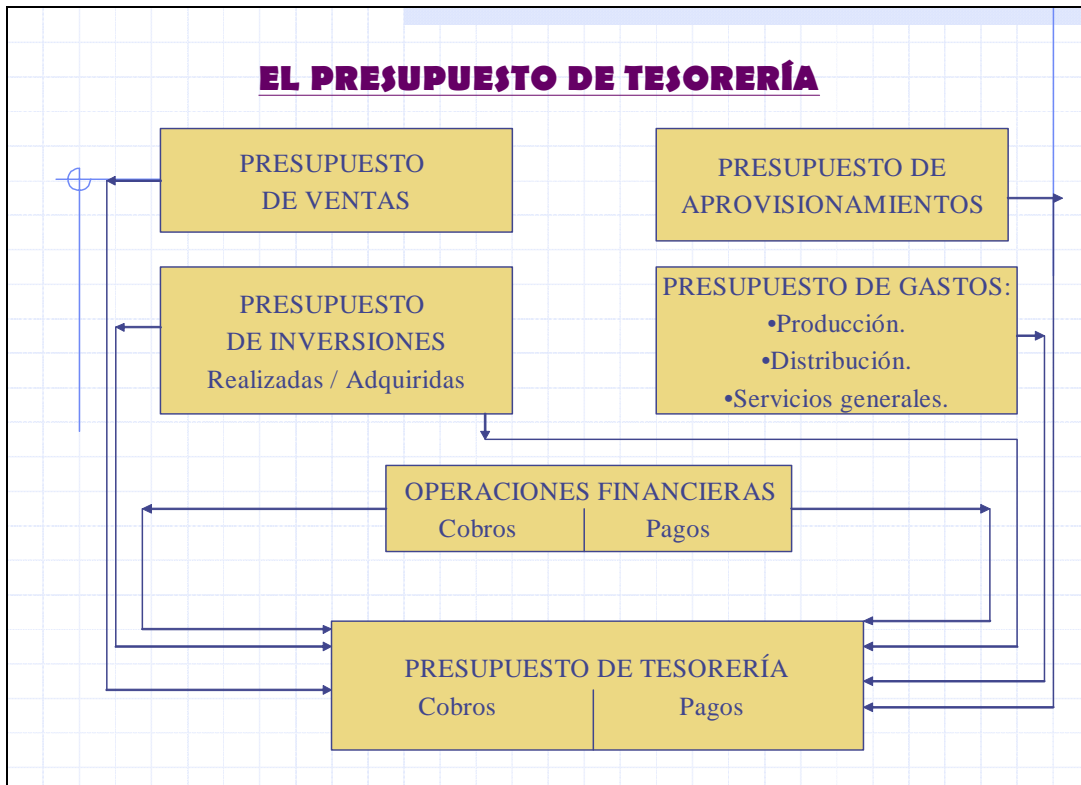 EL PRESUPUESTO DE TESORERÍA
PRESUPUESTO
DE VENTAS
PRESUPUESTO DE
APROVISIONAMIENTOS
PRESUPUESTO
DE INVERSIONES
Realizadas / Adquiridas
PRESUPUESTO DE GASTOS:
•Producción.
•Distribución.
•Servicios generales.
OPERACIONES FINANCIERAS
Cobros Pagos
PRESUPUESTO DE TESORERÍA
Cobros Pagos